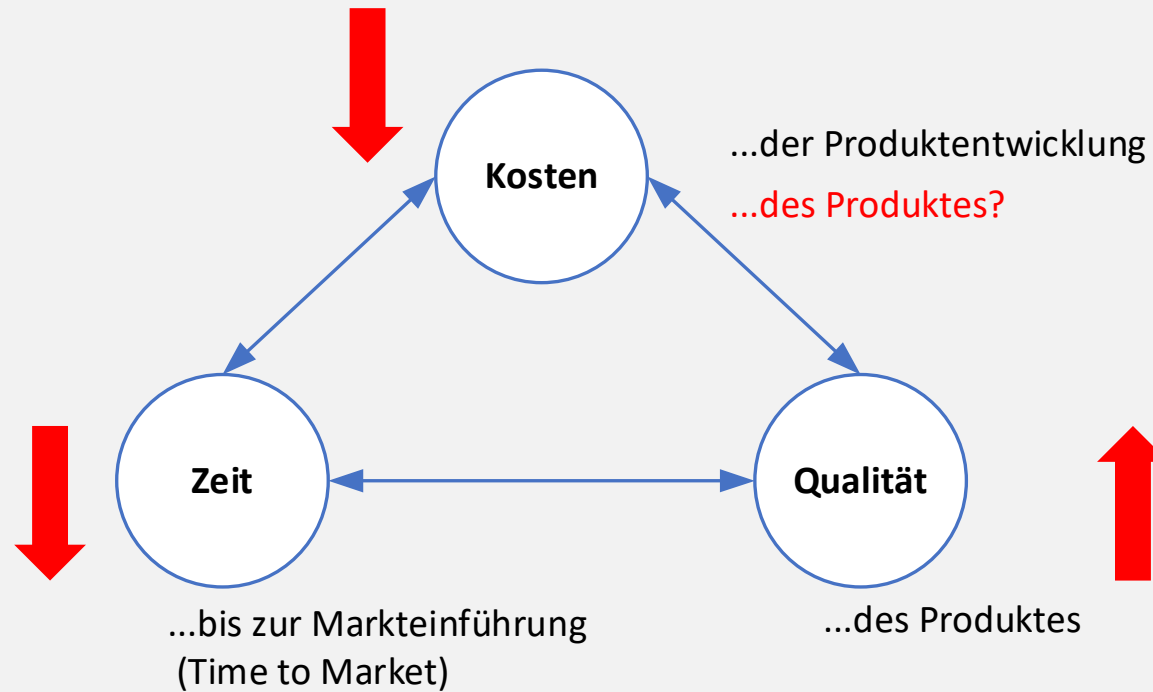 Kosten
...der Produktentwicklung
...des Produktes?
Zeit
Qualität
...bis zur Markteinführung
(Time to Market)
...des Produktes